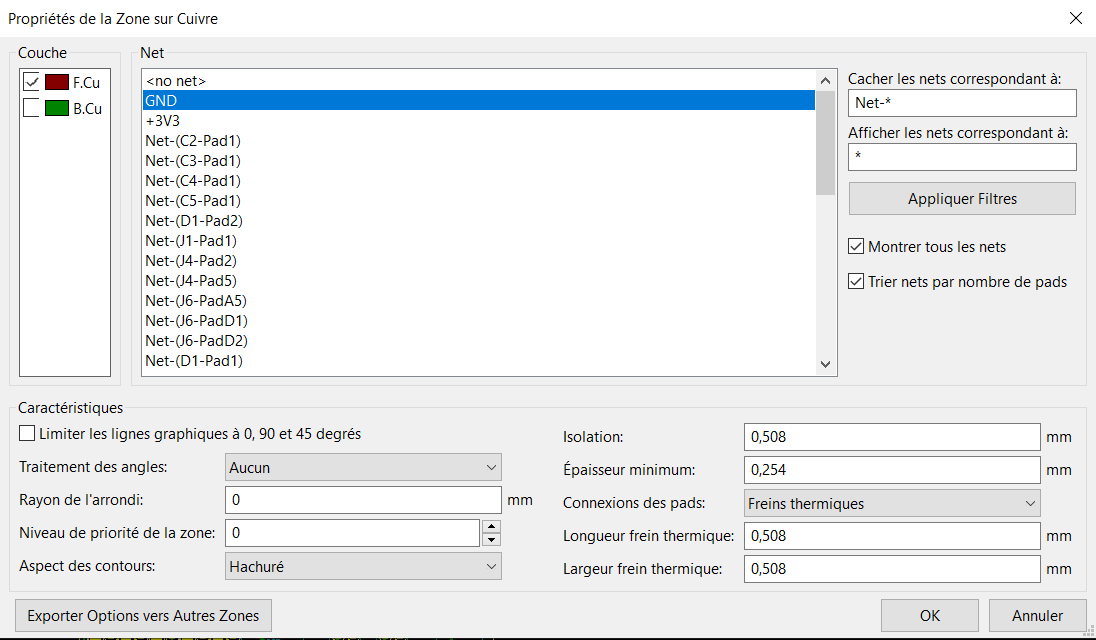 Propriétés de la Zone sur Cuivre
Couche
F.Cu
B.Cu
Net
<no net>
GND
+3V3
Net-(C2-Pad1)
Net-(C3-Pad1)
Net-(C4-Pad1)
Net-(C5-Pad1)
Net-(D1-Pad2)
Net-(J1-Pad1)
Net-(J4-Pad2)
Net-(J4-Pad5)
Net-(J6-PadA5)
Net-(J6-PadD1)
Net-(J6-PadD2)
Net-(D1-Pad1)
Cacher les nets correspondant à:
Net-*
Afficher les nets correspondant à:
*
Appliquer Filtres
Montrer tous les nets
Trier nets par nombre de pads
Caractéristiques
Limiter les lignes graphiques à 0, 90 et 45 degrés
Traitement des angles: Aucun
Rayon de l'arrondi: 0 mm
Niveau de priorité de la zone: 0
Aspect des contours: Hachuré
Isolation: 0,508 mm
Épaisseur minimum: 0,254 mm
Connexions des pads: Freins thermiques
Longueur frein thermique: 0,508 mm
Largeur frein thermique: 0,508 mm
Exporter Options vers Autres Zones
OK
Annuler